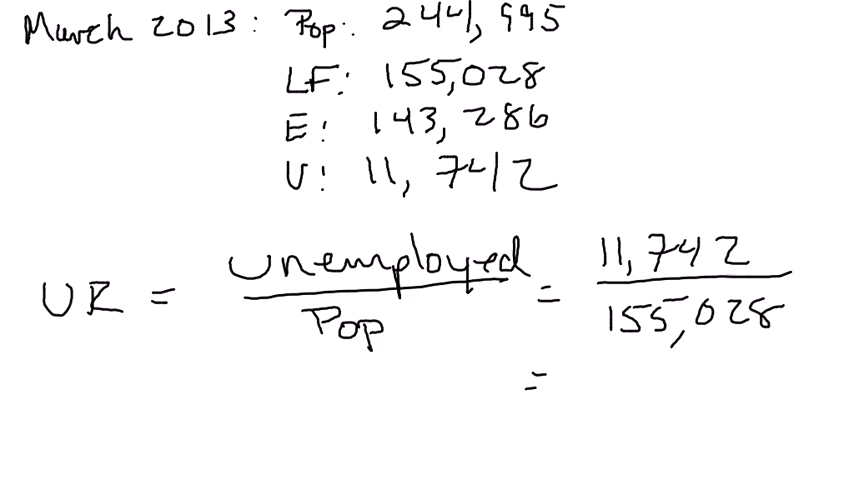 March 2013: Pop: 244,995
LF: 155,028
E: 143,286
U: 11,742
UR = Unemployed / Pop = 11,742 / 155,028
=